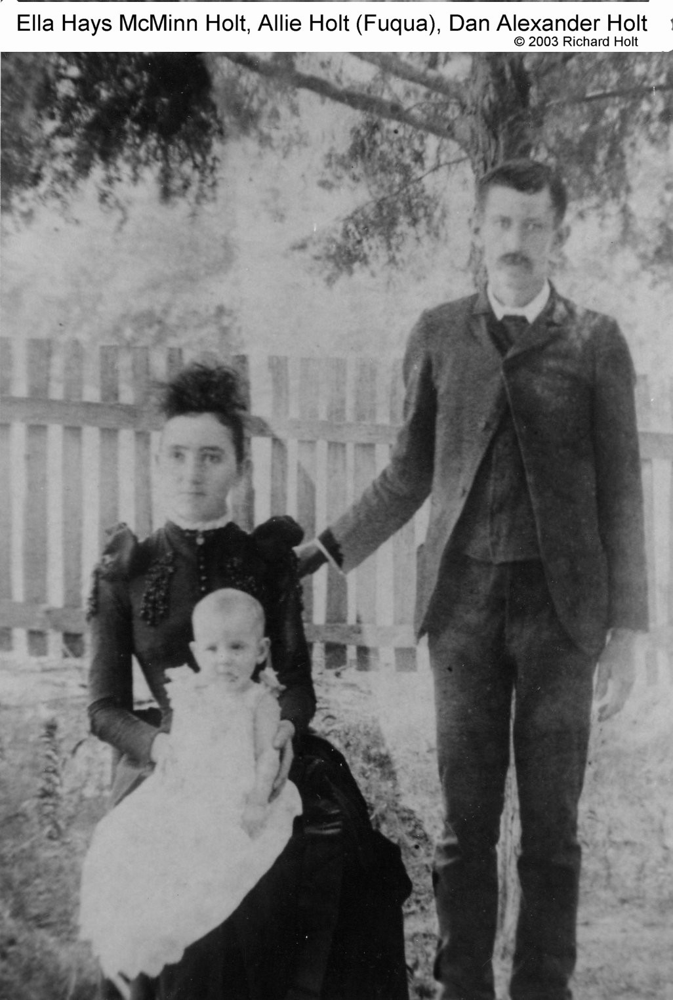 Ella Hays McMinn Holt, Allie Holt (Fuqua), Dan Alexander Holt
© 2003 Richard Holt